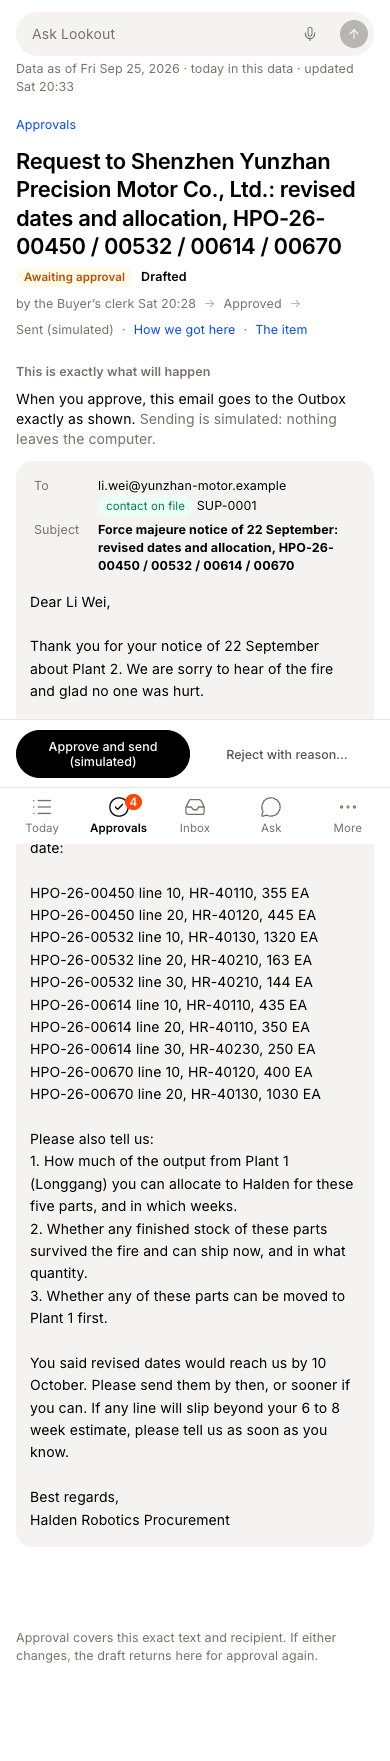 Ask Lookout
Data as of Fri Sep 25, 2026 · today in this data · updated
Sat 20:33
Approvals
Request to Shenzhen Yunzhan
Precision Motor Co., Ltd.: revised
dates and allocation, HPO-26-
00450 / 00532 / 00614 / 00670
Awaiting approval Drafted
by the Buyer's clerk Sat 20:28 → Approved →
Sent (simulated) · How we got here · The item
This is exactly what will happen
When you approve, this email goes to the Outbox
exactly as shown. Sending is simulated: nothing
leaves the computer.
To li.wei@yunzhan-motor.example
contact on file SUP-0001
Subject Force majeure notice of 22 September:
revised dates and allocation, HPO-26-
00450 / 00532 / 00614 / 00670
Dear Li Wei,
Thank you for your notice of 22 September
about Plant 2. We are sorry to hear of the fire
and glad no one was hurt.
Approve and send
(simulated)
Reject with reason...
4
Today Approvals Inbox Ask More
date:
HPO-26-00450 line 10, HR-40110, 355 EA
HPO-26-00450 line 20, HR-40120, 445 EA
HPO-26-00532 line 10, HR-40130, 1320 EA
HPO-26-00532 line 20, HR-40210, 163 EA
HPO-26-00532 line 30, HR-40210, 144 EA
HPO-26-00614 line 10, HR-40110, 435 EA
HPO-26-00614 line 20, HR-40110, 350 EA
HPO-26-00614 line 30, HR-40230, 250 EA
HPO-26-00670 line 10, HR-40120, 400 EA
HPO-26-00670 line 20, HR-40130, 1030 EA
Please also tell us:
1. How much of the output from Plant 1
(Longgang) you can allocate to Halden for these
five parts, and in which weeks.
2. Whether any finished stock of these parts
survived the fire and can ship now, and in what
quantity.
3. Whether any of these parts can be moved to
Plant 1 first.
You said revised dates would reach us by 10
October. Please send them by then, or sooner if
you can. If any line will slip beyond your 6 to 8
week estimate, please tell us as soon as you
know.
Best regards,
Halden Robotics Procurement
Approval covers this exact text and recipient. If either
changes, the draft returns here for approval again.